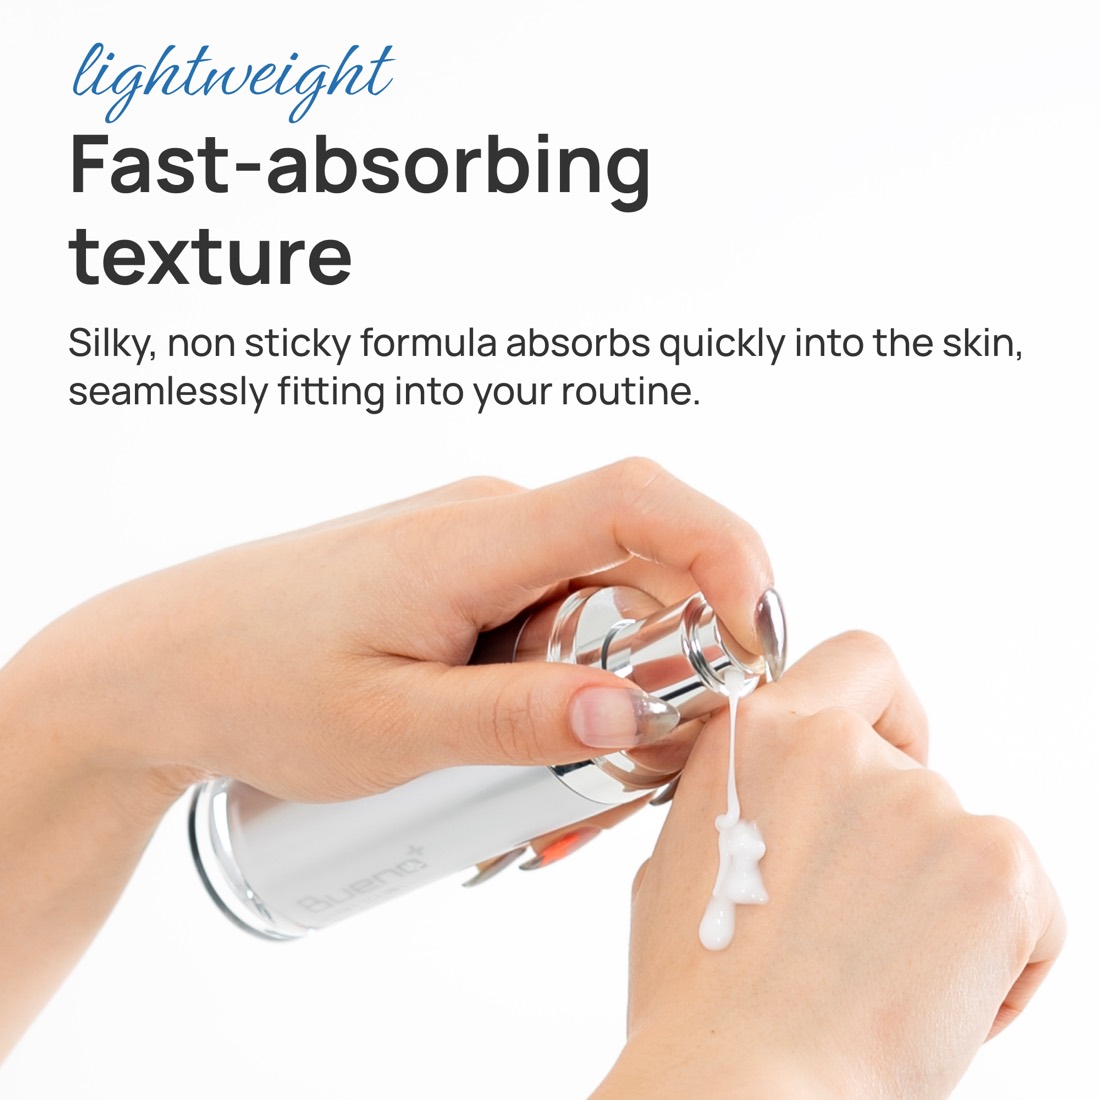 lightweight
Fast-absorbing
texture
Silky, non sticky formula absorbs quickly into the skin,
seamlessly fitting into your routine.
Bueno+